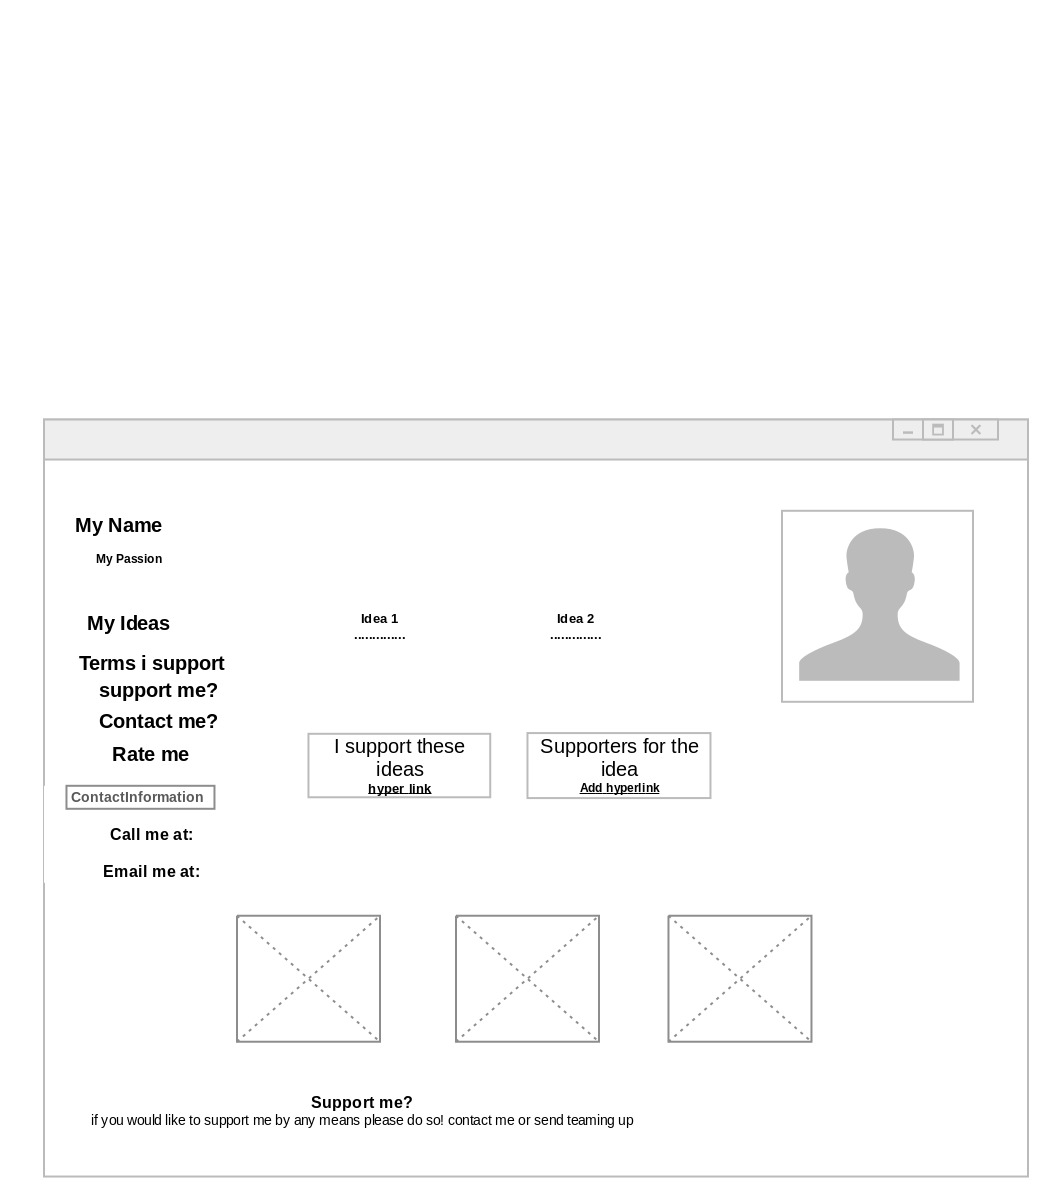 My Name
My Passion
My Ideas
Idea 1
..............
Idea 2
..............
Terms i support
support me?
Contact me?
Rate me
I support these
ideas
hyper link
Supporters for the
idea
Add hyperlink
ContactInformation
Call me at:
Email me at:
Support me?
if you would like to support me by any means please do so! contact me or send teaming up